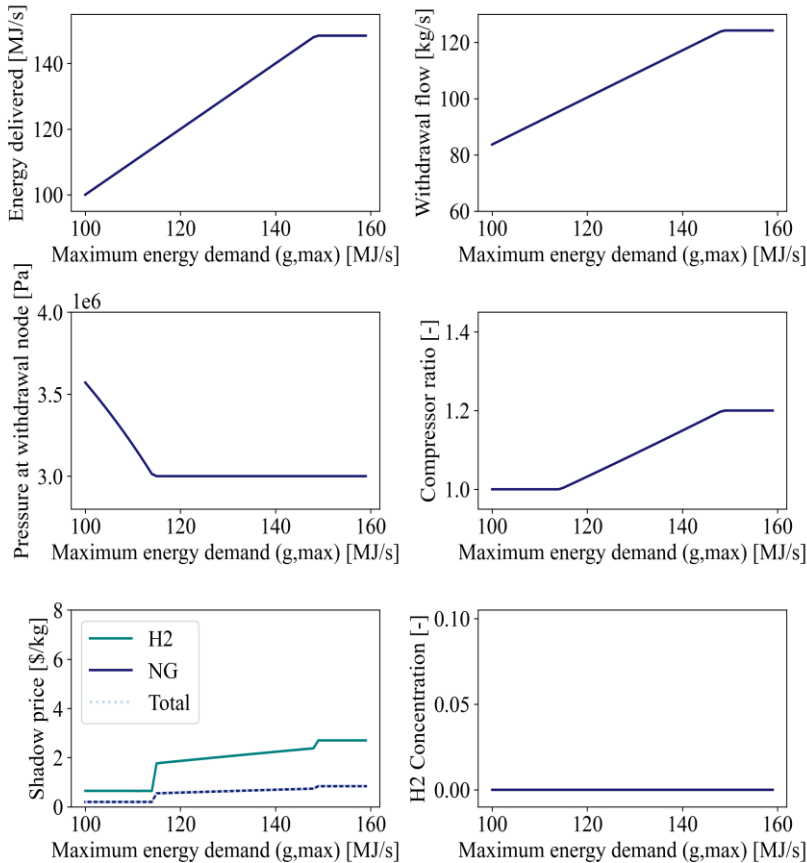 Energy delivered [MJ/s]
140
120
100
100 120 140 160
Maximum energy demand (g,max) [MJ/s]
Withdrawal flow [kg/s]
120
100
80
60
100 120 140 160
Maximum energy demand (g,max) [MJ/s]
Pressure at withdrawal node [Pa]
1e6
4.0
3.5
3.0
100 120 140 160
Maximum energy demand (g,max) [MJ/s]
Compressor ratio [-]
1.4
1.2
1.0
100 120 140 160
Maximum energy demand (g,max) [MJ/s]
Shadow price [$/kg]
8
6
4
2
0
H2
NG
Total
100 120 140 160
Maximum energy demand (g,max) [MJ/s]
H2 Concentration [-]
0.10
0.05
0.00
100 120 140 160
Maximum energy demand (g,max) [MJ/s]